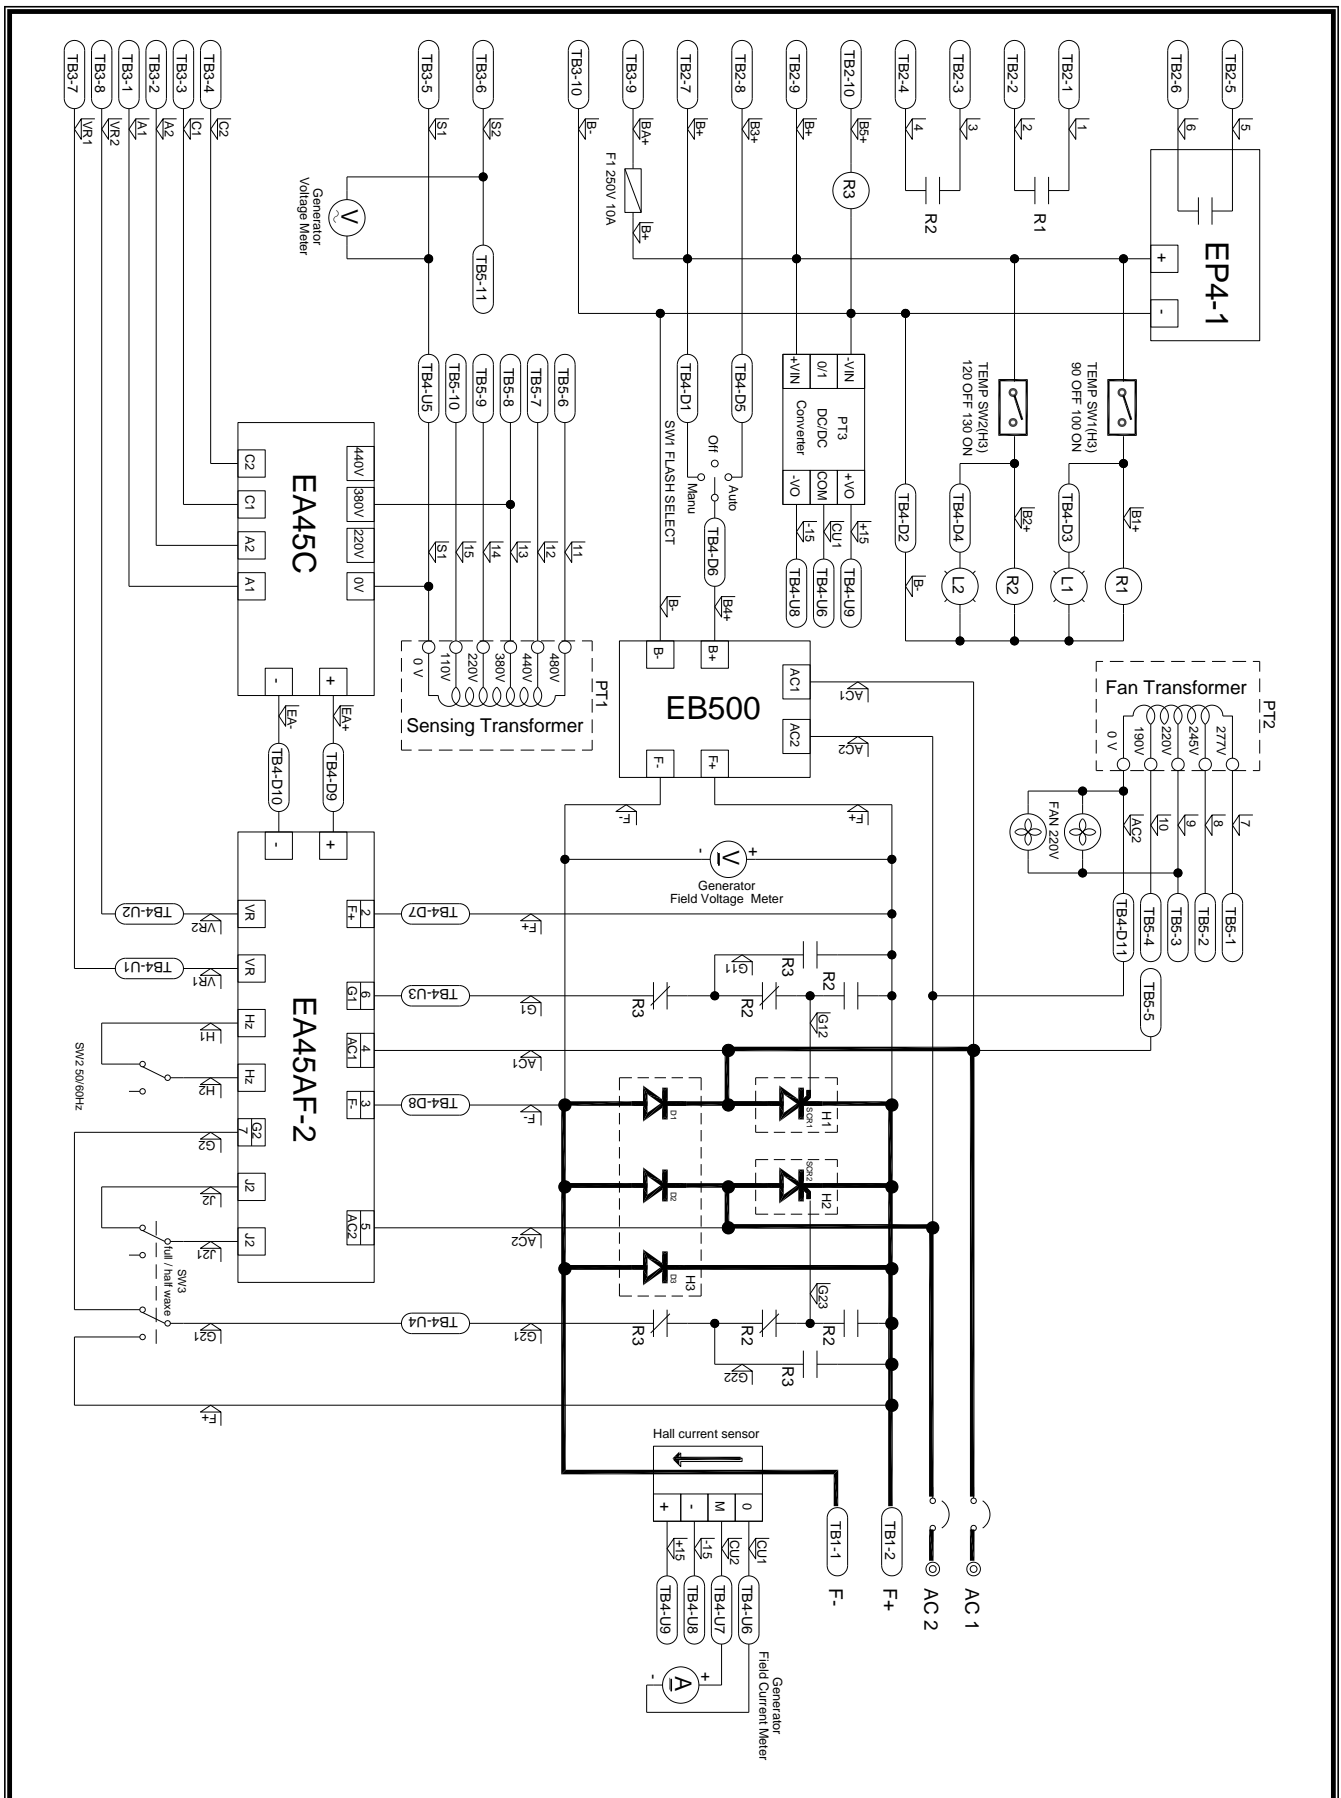 TB3-7
TB3-8
TB3-1
TB3-2
TB3-3
TB3-4
TB3-5
TB3-6
TB3-10
TB3-9
TB2-7
TB2-8
TB2-9
TB2-10
TB2-4
TB2-3
TB2-2
TB2-1
TB2-6
TB2-5
VR1
VR2
A1
A2
C1
C2
S1
S2
B-
BA+
B+
B3+
B+
B5+
4
3
2
1
6
5
Generator
Voltage Meter
V
F1 250V 10A
B+
R3
R2
R1
EP4-1
+
-
TB5-11
TB4-U5
TB5-10
TB5-9
TB5-8
TB5-7
TB5-6
TB4-D1
TB4-D5
SW1 FLASH SELECT
Off
Auto
Manu
TB4-D6
B4+
B-
+VIN
0/1
-VIN
PT3
DC/DC
Converter
-VO
COM
+VO
-15
CU1
+15
TB4-U8
TB4-U6
TB4-U9
TEMP SW2(H3)
120 OFF 130 ON
TEMP SW1(H3)
90 OFF 100 ON
TB4-D2
B-
TB4-D4
B2+
TB4-D3
B1+
L2
R2
L1
R1
EA45C
440V
380V
220V
0V
C2
C1
A2
A1
-
+
S1
15
14
13
12
11
0 V
110V
220V
380V
440V
480V
PT1
Sensing Transformer
EB500
B-
B+
AC1
AC2
F-
F+
AC1
AC2
F-
F+
Fan Transformer
PT2
0 V
190V
220V
245V
277V
AC2
10
9
8
7
FAN 220V
TB4-D11
TB5-4
TB5-3
TB5-2
TB5-1
TB5-5
EA-
EA+
TB4-D10
TB4-D9
-
+
EA45AF-2
VR
VR
Hz
Hz
G2
7
J2
J2
2
F+
6
G1
4
AC1
3
F-
5
AC2
TB4-U2
VR2
TB4-U1
VR1
H1
H2
SW2 50/60Hz
G2
J2
J21
SW3
full / half waxe
G21
F+
TB4-D7
F+
TB4-U3
G1
AC1
TB4-D8
F-
AC2
TB4-U4
G21
-
V
+
Generator
Field Voltage Meter
G11
R3
R2
R3
R2
G12
D1
D2
D3
H3
SCR1
H1
SCR2
H2
G23
R3
R2
R2
G22
R3
Hall current sensor
+
-
M
0
+15
-15
CU2
CU1
TB4-U9
TB4-U8
TB4-U7
TB4-U6
-
A
+
Generator
Field Current Meter
TB1-1
F-
TB1-2
F+
AC 2
AC 1